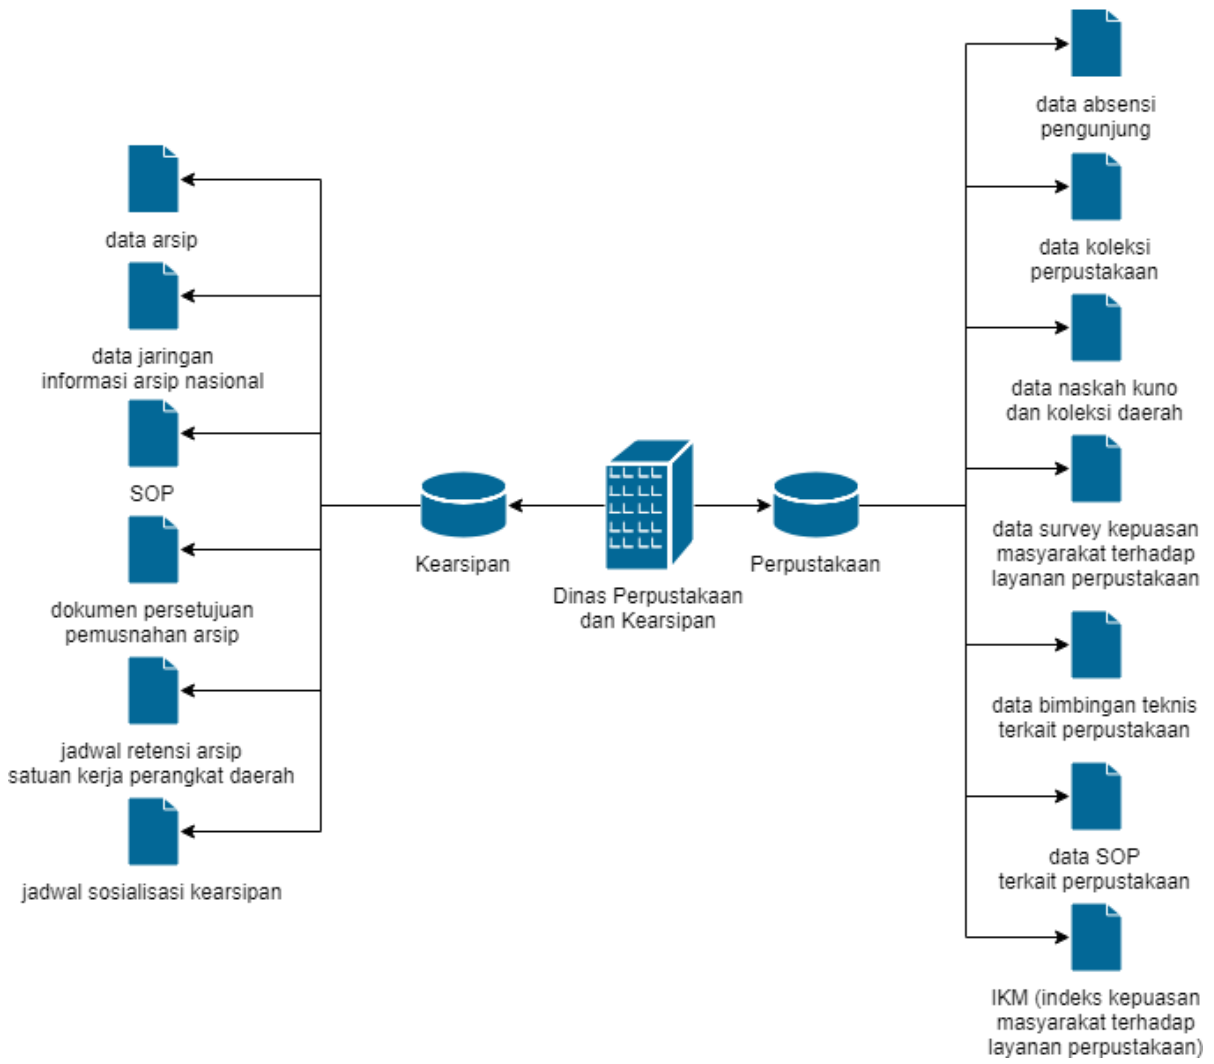 data arsip
data jaringan
informasi arsip nasional
SOP
dokumen persetujuan
pemusnahan arsip
jadwal retensi arsip
satuan kerja perangkat daerah
jadwal sosialisasi kearsipan
Kearsipan
Dinas Perpustakaan
dan Kearsipan
Perpustakaan
data absensi
pengunjung
data koleksi
perpustakaan
data naskah kuno
dan koleksi daerah
data survey kepuasan
masyarakat terhadap
layanan perpustakaan
data bimbingan teknis
terkait perpustakaan
data SOP
terkait perpustakaan
IKM (indeks kepuasan
masyarakat terhadap
layanan perpustakaan)